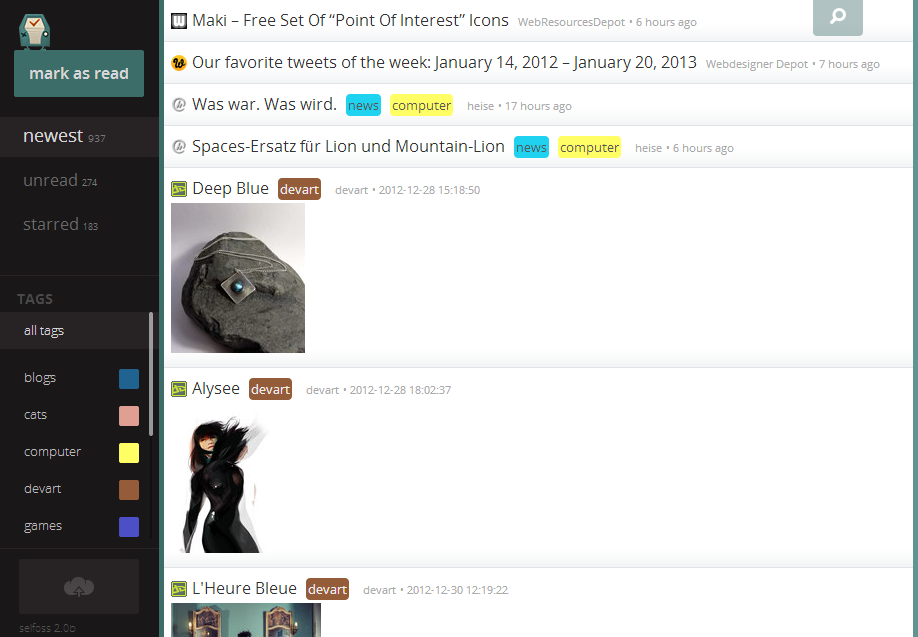 mark as read
newest 937
unread 274
starred 183
TAGS
all tags
blogs
cats
computer
devart
games
selfoss 2.0b
Maki – Free Set Of “Point Of Interest” Icons WebResourcesDepot • 6 hours ago
Our favorite tweets of the week: January 14, 2012 – January 20, 2013 Webdesigner Depot • 7 hours ago
Was war. Was wird. news computer heise • 17 hours ago
Spaces-Ersatz für Lion und Mountain-Lion news computer heise • 6 hours ago
Deep Blue devart devart • 2012-12-28 15:18:50
Alysee devart devart • 2012-12-28 18:02:37
L'Heure Bleue devart devart • 2012-12-30 12:19:22